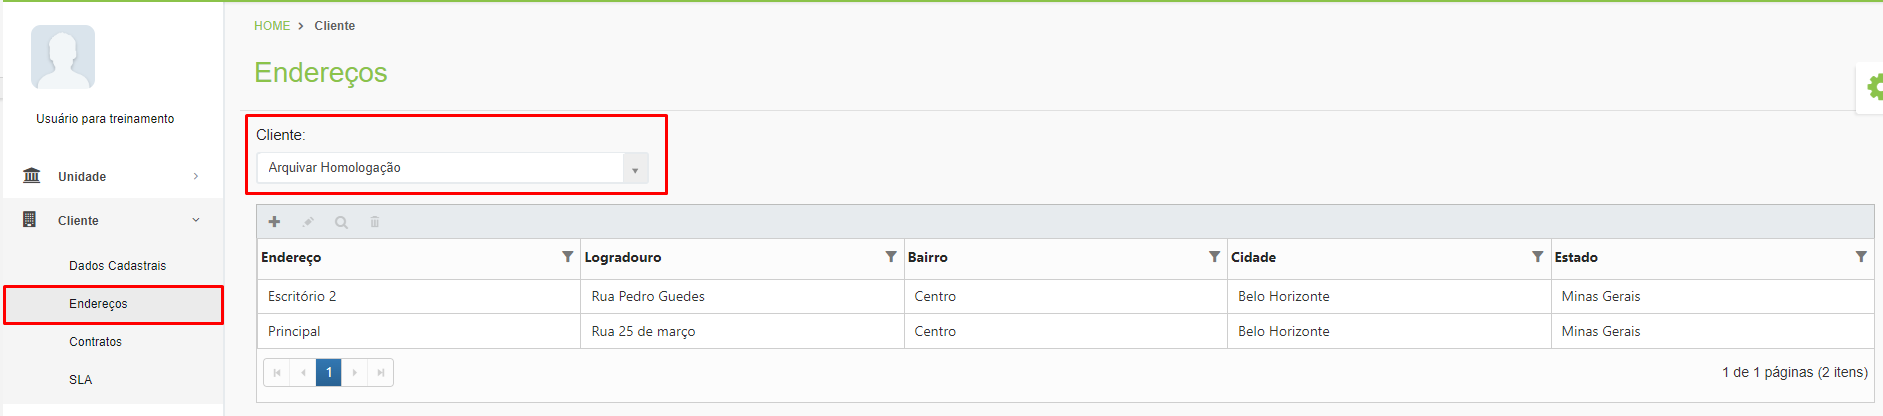 HOME > Cliente
Endereços
Usuário para treinamento
Unidade
Cliente
Dados Cadastrais
Endereços
Contratos
SLA
Cliente:
Arquivar Homologação
Endereço Logradouro Bairro Cidade Estado
Escritório 2 Rua Pedro Guedes Centro Belo Horizonte Minas Gerais
Principal Rua 25 de março Centro Belo Horizonte Minas Gerais
1
1 de 1 páginas (2 itens)